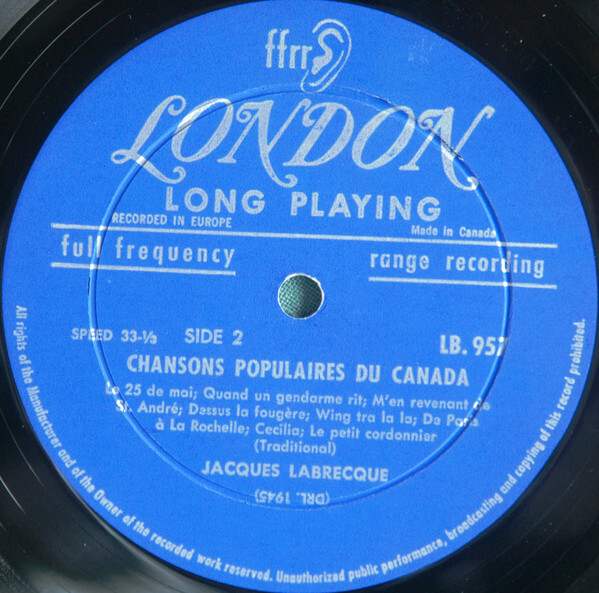 ffrr
LONDON
LONG PLAYING
RECORDED IN EUROPE
Made in Canada
full frequency
range recording
SPEED 33-⅓
SIDE 2
LB. 957
CHANSONS POPULAIRES DU CANADA
Le 25 de mai; Quand un gendarme rit; M'en revenant de
St. André; Dessus la fougère; Wing tra la la; De Paris
à La Rochelle; Cecilia; Le petit cordonnier
(Traditional)
JACQUES LABRECQUE
(DRL. 1945)
All rights of the Manufacturer and of the Owner of the recorded work reserved. Unauthorized public performance, broadcasting and copying of this record prohibited.